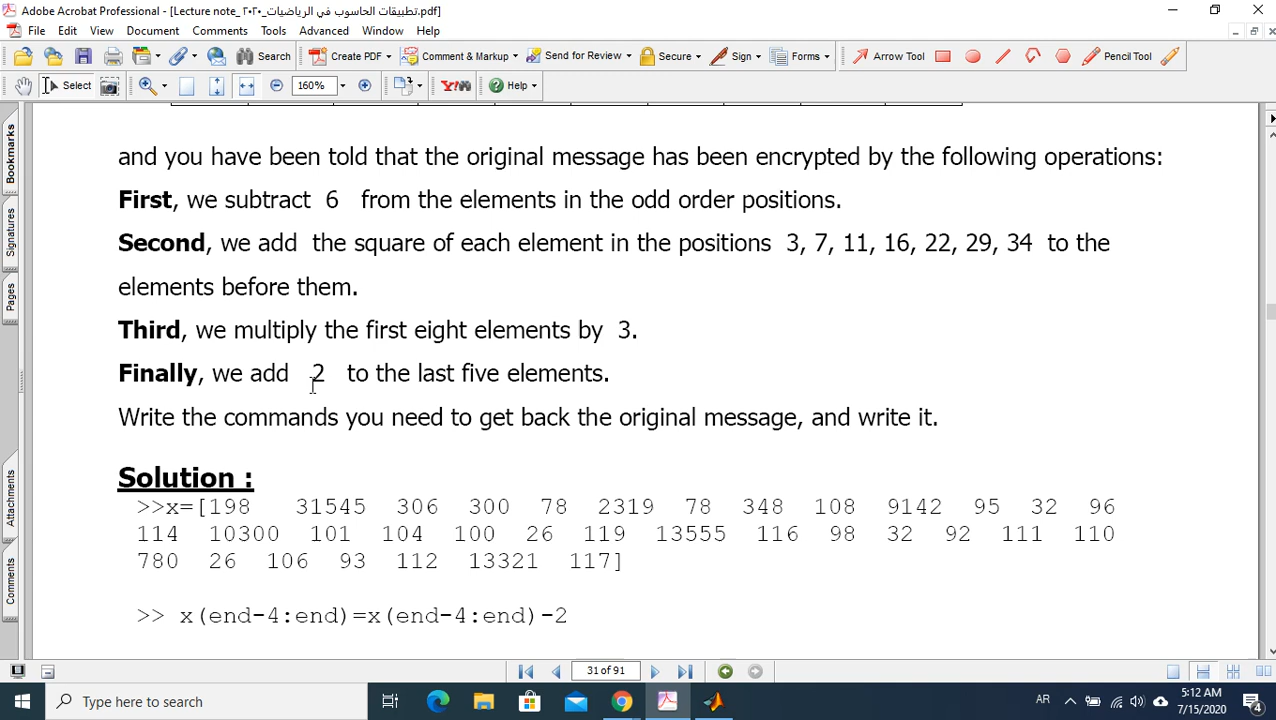 Adobe Acrobat Professional - [Lecture note_ ٢٠٢٠_تطبيقات الحاسوب في الرياضيات.pdf]
File Edit View Document Comments Tools Advanced Window Help
Search Create PDF Comment & Markup Send for Review Secure Sign Forms Arrow Tool Pencil Tool
Select 160% Y! Help
Bookmarks
Signatures
Pages
Attachments
Comments
and you have been told that the original message has been encrypted by the following operations:
First, we subtract 6 from the elements in the odd order positions.
Second, we add the square of each element in the positions 3, 7, 11, 16, 22, 29, 34 to the
elements before them.
Third, we multiply the first eight elements by 3.
Finally, we add 2 to the last five elements.
Write the commands you need to get back the original message, and write it.
Solution :
>>x=[198 31545 306 300 78 2319 78 348 108 9142 95 32 96
114 10300 101 104 100 26 119 13555 116 98 32 92 111 110
780 26 106 93 112 13321 117]
>> x(end-4:end)=x(end-4:end)-2
31 of 91
Type here to search
AR
5:12 AM
7/15/2020
4